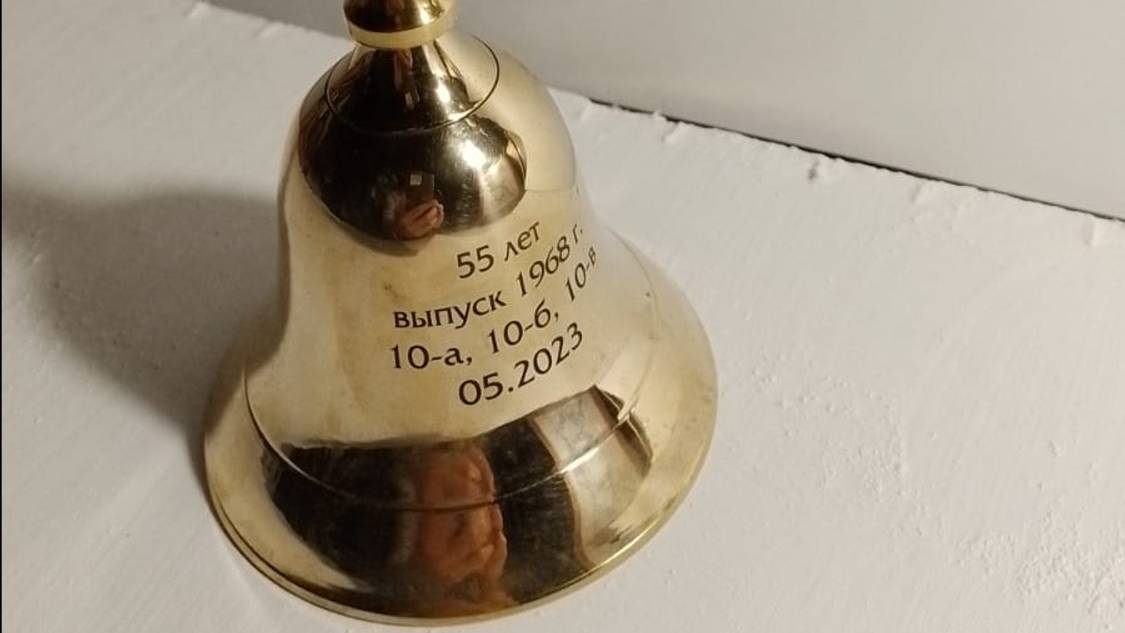 55 лет
выпуск 1968 г.
10-а, 10-б, 10-в
05.2023